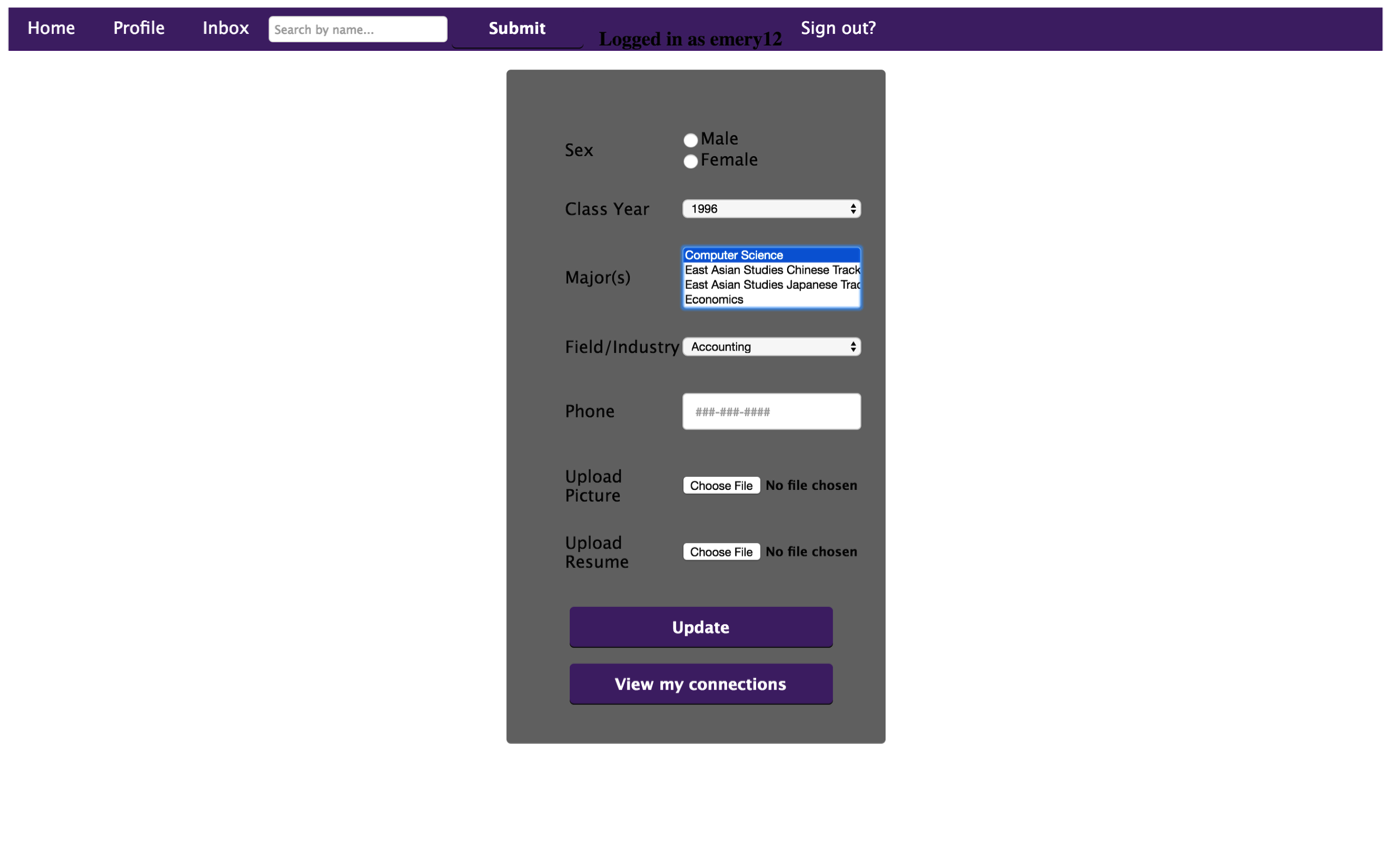 Home Profile Inbox Search by name... Submit Logged in as emery12 Sign out?
Sex
Male
Female
Class Year 1996
Major(s)
Computer Science
East Asian Studies Chinese Track
East Asian Studies Japanese Trac
Economics
Field/Industry Accounting
Phone ###-###-####
Upload
Picture
Choose File No file chosen
Upload
Resume
Choose File No file chosen
Update
View my connections